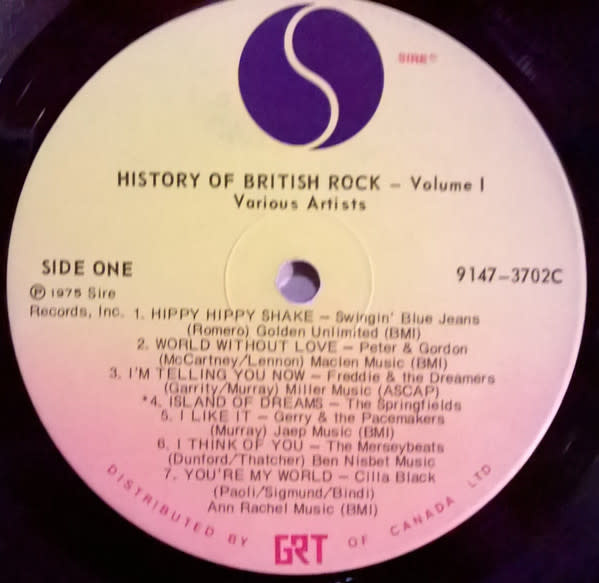 SIRE®
HISTORY OF BRITISH ROCK – Volume I
Various Artists
SIDE ONE
9147–3702C
Ⓟ 1975 Sire
Records, Inc.
1. HIPPY HIPPY SHAKE – Swingin' Blue Jeans
(Romero) Golden Unlimited (BMI)
2. WORLD WITHOUT LOVE – Peter & Gordon
(McCartney/Lennon) Maclen Music (BMI)
3. I'M TELLING YOU NOW – Freddie & the Dreamers
(Garrity/Murray) Miller Music (ASCAP)
*4. ISLAND OF DREAMS – The Springfields
5. I LIKE IT – Gerry & the Pacemakers
(Murray) Jaep Music (BMI)
6. I THINK OF YOU – The Merseybeats
(Dunford/Thatcher) Ben Nisbet Music
7. YOU'RE MY WORLD – Cilla Black
(Paoli/Sigmund/Bindi)
Ann Rachel Music (BMI)
DISTRIBUTED BY GRT OF CANADA LTD